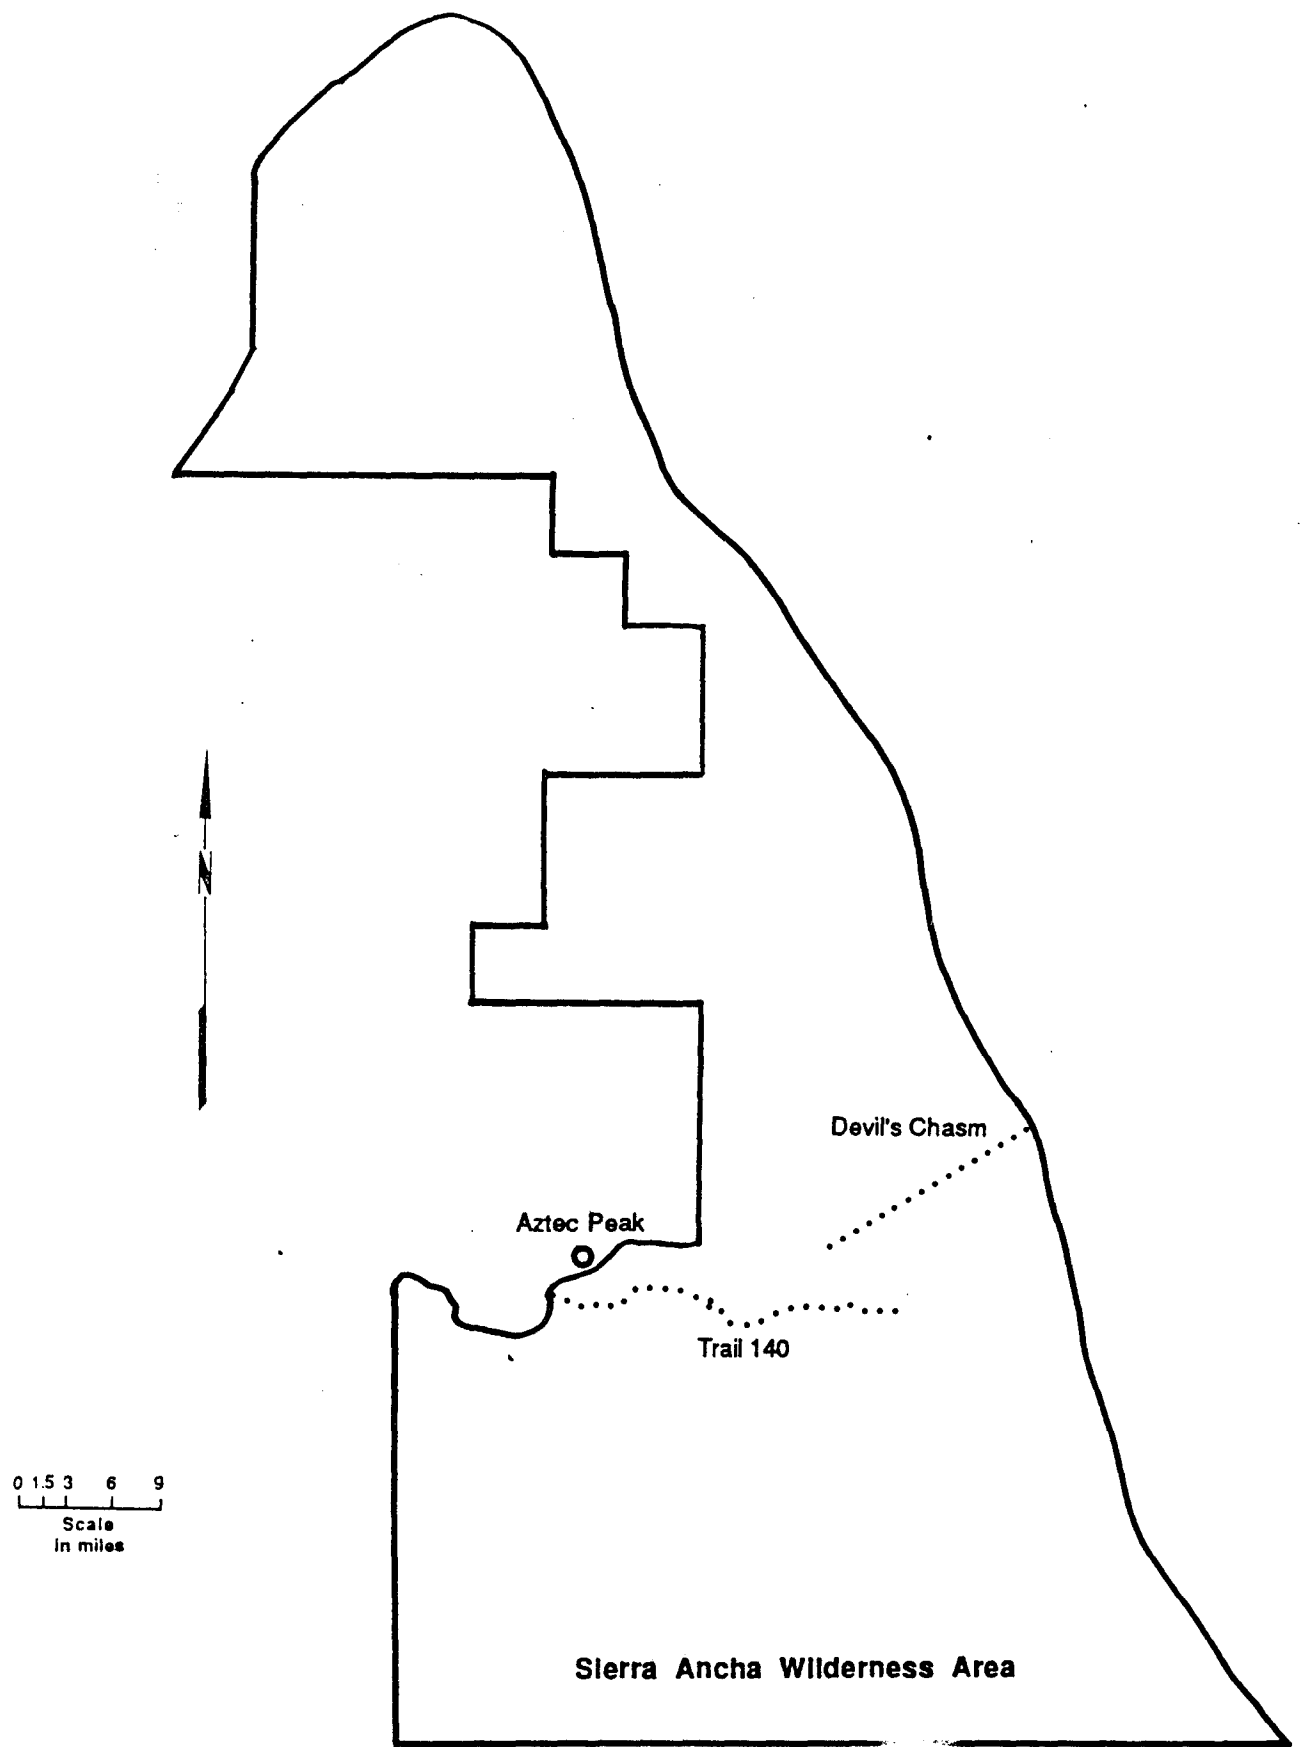 N
Devil's Chasm
Aztec Peak
Trail 140
0 1.5 3 6 9
Scale
in miles
Sierra Ancha Wilderness Area